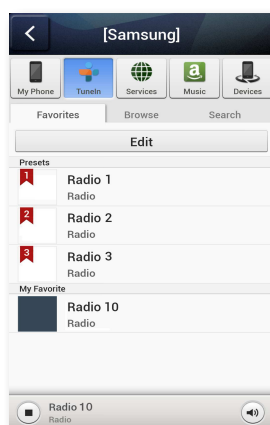 [Samsung]
My Phone TuneIn Services Music Devices
Favorites Browse Search
Edit
Presets
1
Radio 1
Radio
2
Radio 2
Radio
3
Radio 3
Radio
My Favorite
Radio 10
Radio
Radio 10
Radio